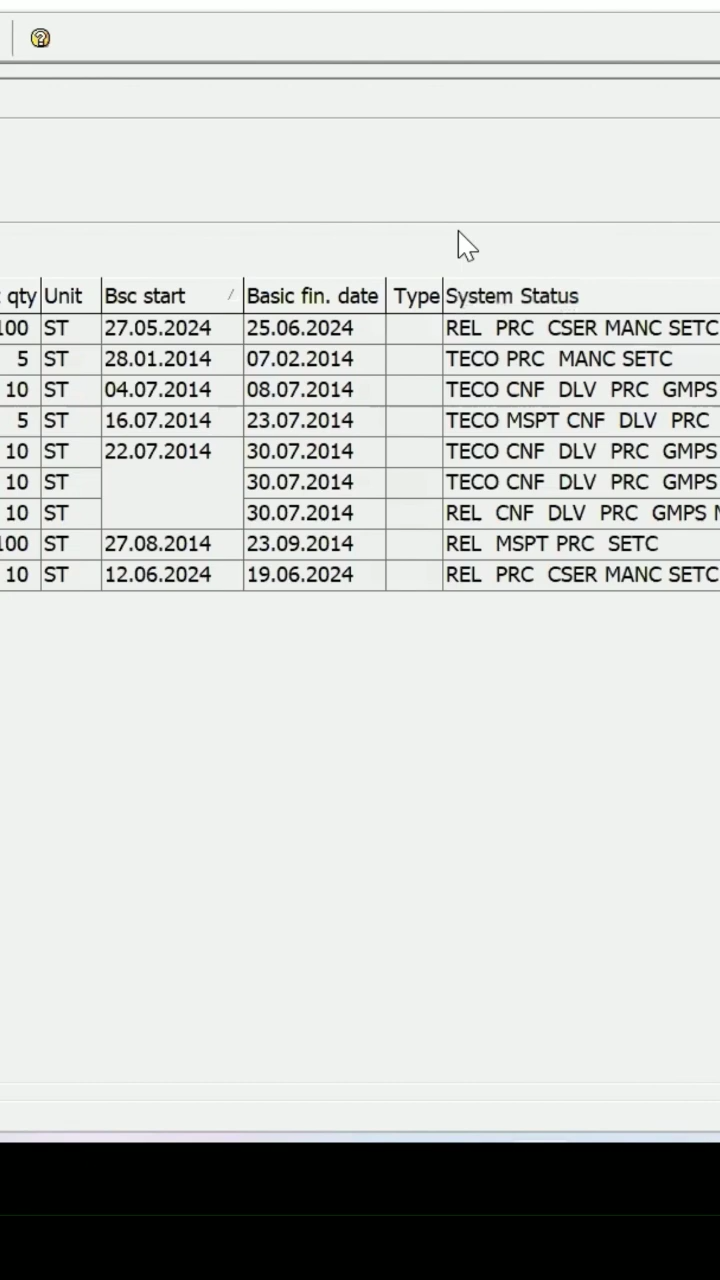 qty Unit Bsc start Basic fin. date Type System Status
100 ST 27.05.2024 25.06.2024 REL PRC CSER MANC SETC
5 ST 28.01.2014 07.02.2014 TECO PRC MANC SETC
10 ST 04.07.2014 08.07.2014 TECO CNF DLV PRC GMPS
5 ST 16.07.2014 23.07.2014 TECO MSPT CNF DLV PRC
10 ST 22.07.2014 30.07.2014 TECO CNF DLV PRC GMPS
10 ST 30.07.2014 TECO CNF DLV PRC GMPS
10 ST 30.07.2014 REL CNF DLV PRC GMPS
100 ST 27.08.2014 23.09.2014 REL MSPT PRC SETC
10 ST 12.06.2024 19.06.2024 REL PRC CSER MANC SETC